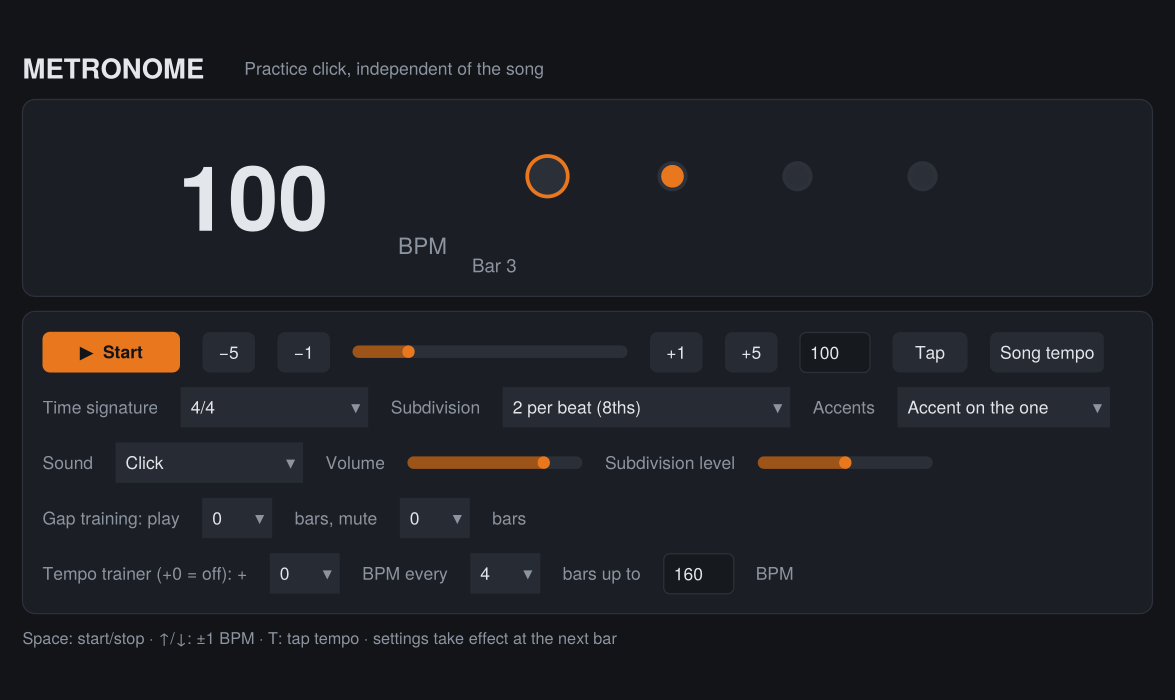 METRONOME Practice click, independent of the song
100 BPM
Bar 3
▶ Start −5 −1 +1 +5 100 Tap Song tempo
Time signature 4/4 ▼ Subdivision 2 per beat (8ths) ▼ Accents Accent on the one ▼
Sound Click ▼ Volume Subdivision level
Gap training: play 0 ▼ bars, mute 0 ▼ bars
Tempo trainer (+0 = off): + 0 ▼ BPM every 4 ▼ bars up to 160 BPM
Space: start/stop · ↑/↓: ±1 BPM · T: tap tempo · settings take effect at the next bar